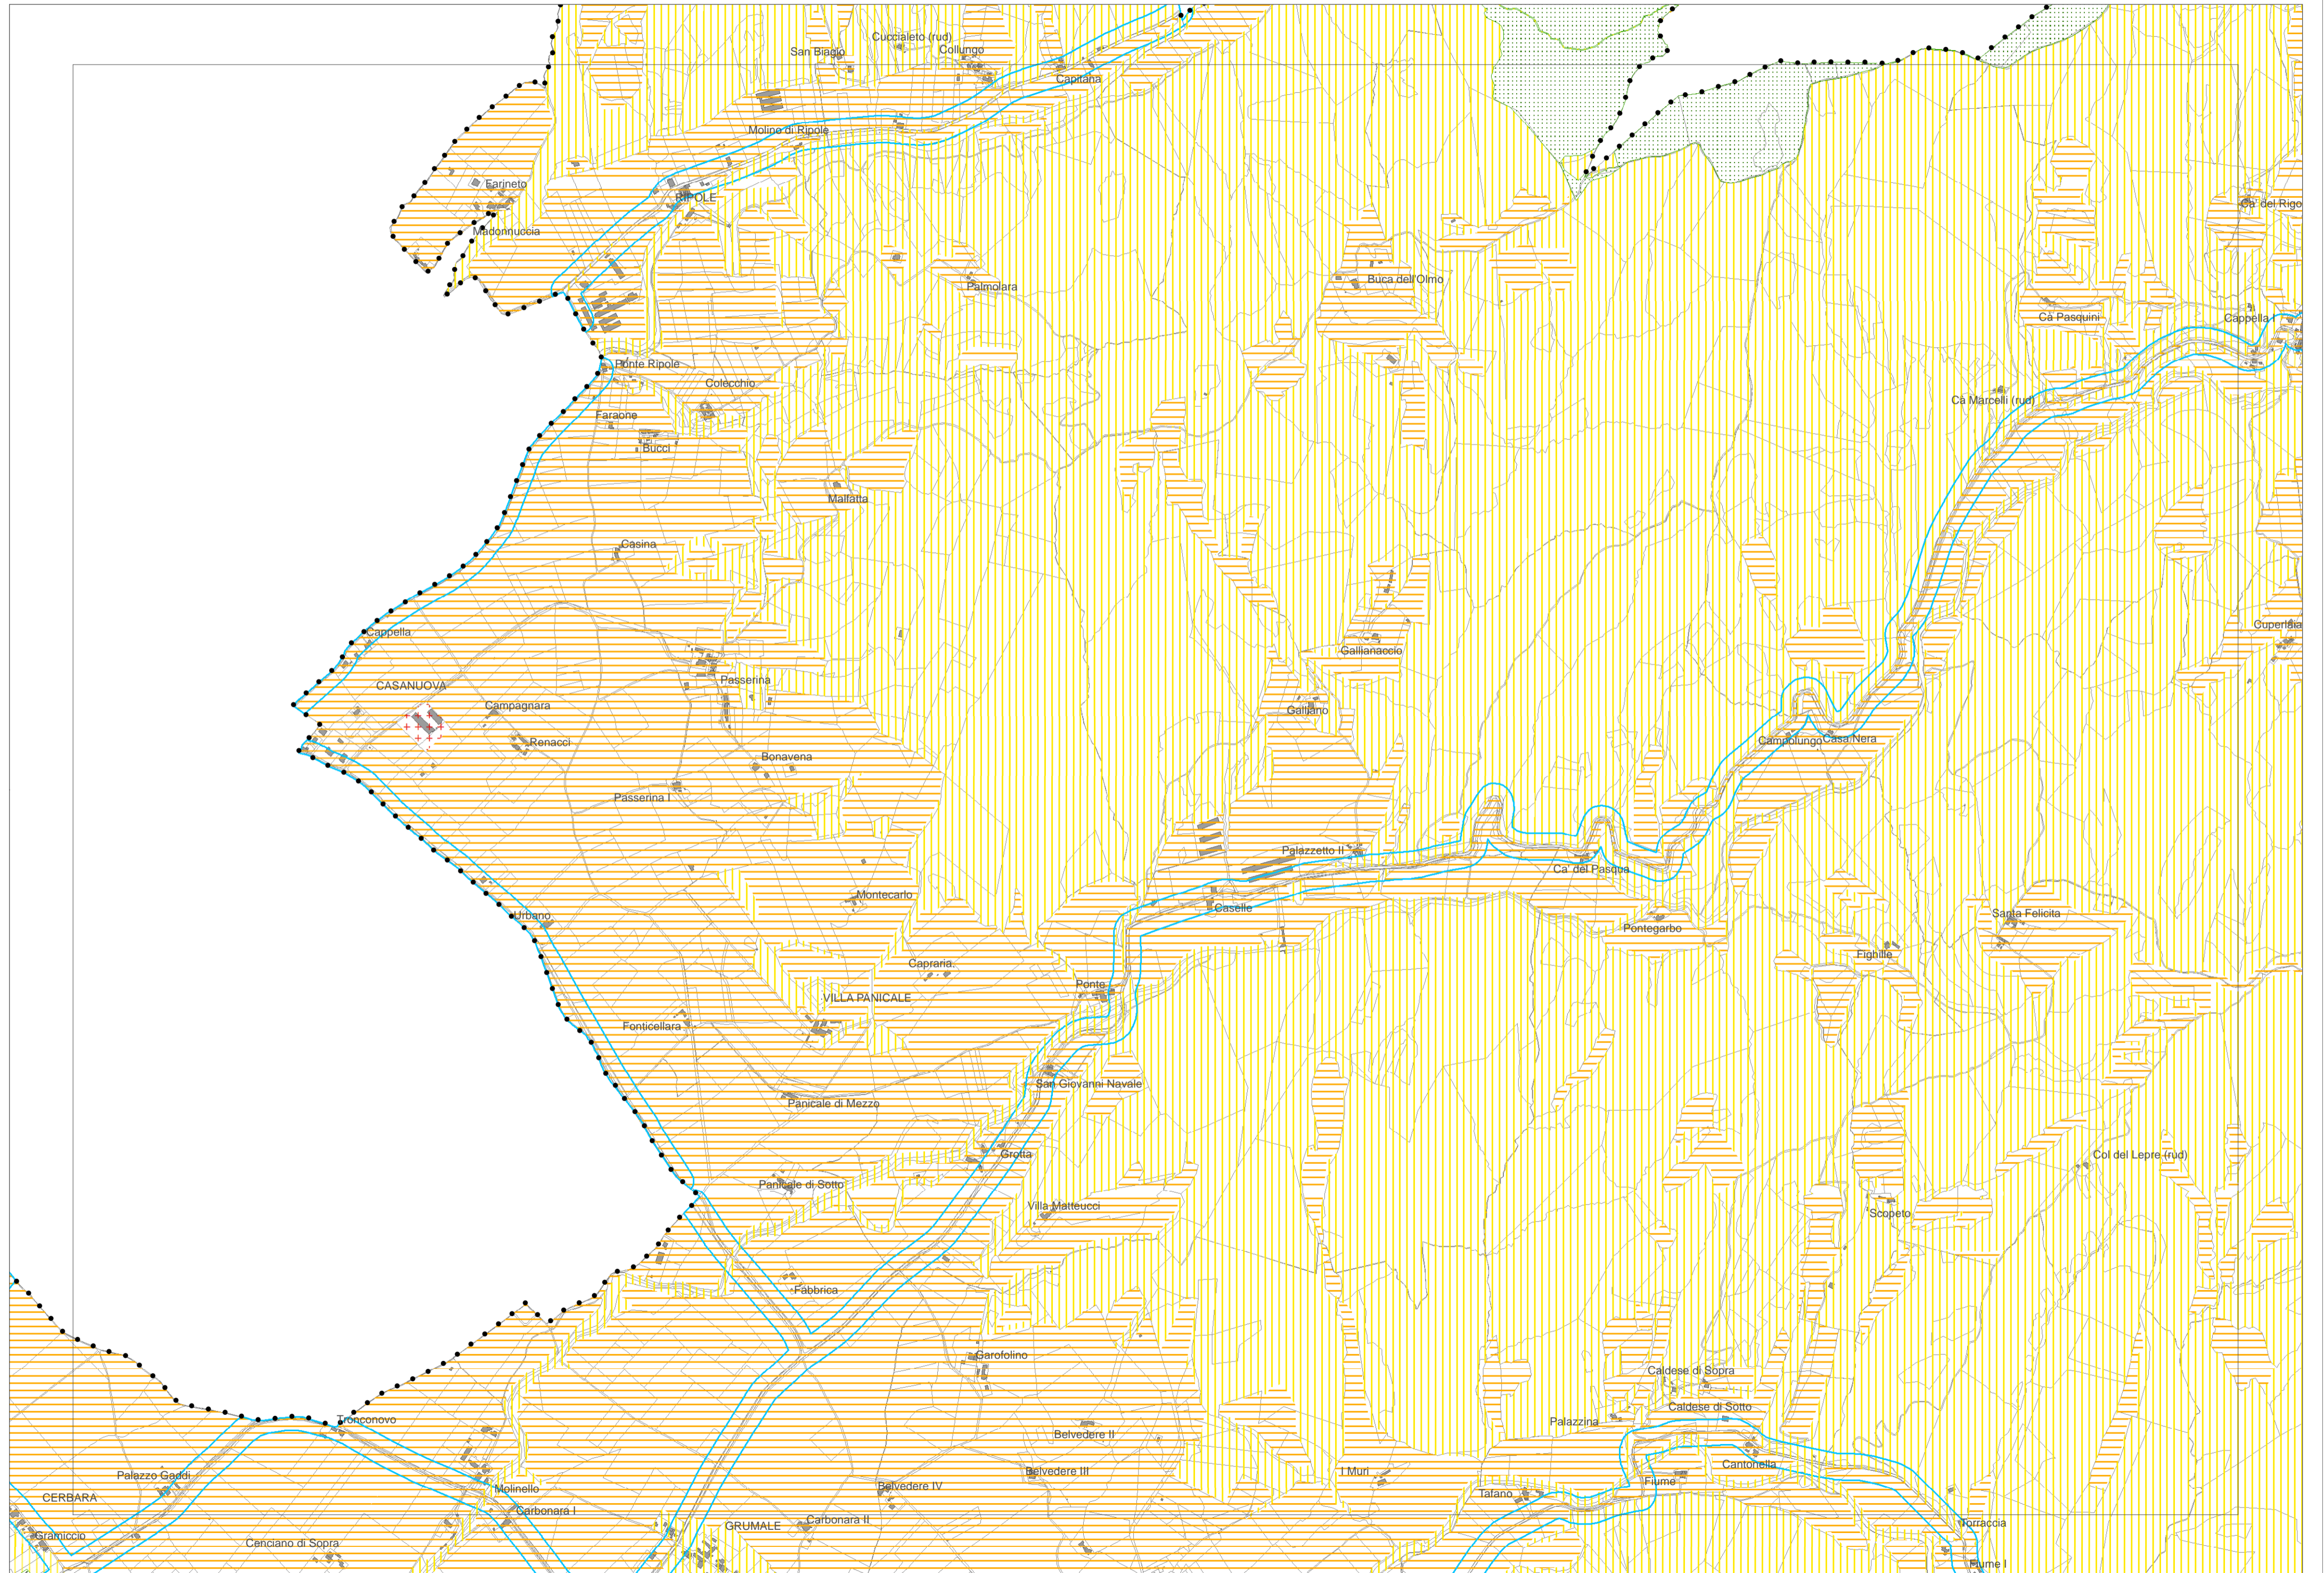 Cuccialeto (rud)
San Biagio
Collungo
Capitana
Molino di Ripole
Farineto
RIPOLE
Ca' del Rigo
Madonnuccia
Buca dell'Olmo
Palmolara
Cà Pasquini
Cappella I
Ponte Ripole
Colecchio
Cà Marcelli (rud)
Faraone
Bucci
Malfatta
Casina
Cappella
Cuperlaia
Gallianaccio
Passerina
CASANUOVA
Campagnara
Galliano
Renacci
Campolungo
Casa Nera
Bonavena
Passerina I
Palazzetto II
Ca' del Pasqua
Montecarlo
Caselle
Urbano
Santa Felicita
Pontegarbo
Fighille
Capraria
Ponte
VILLA PANICALE
Fonticellara
San Giovanni Navale
Panicale di Mezzo
Grotta
Col del Lepre (rud)
Panicale di Sotto
Villa Matteucci
Scopeto
Fabbrica
Garofolino
Caldese di Sopra
Caldese di Sotto
Tronconovo
Palazzina
Belvedere II
Cantonella
Palazzo Gaddi
Belvedere III
I Muri
Fiume
Molinello
Belvedere IV
Tafano
CERBARA
Carbonara I
Carbonara II
GRUMALE
Torraccia
Gramiccio
Cenciano di Sopra
Fiume I